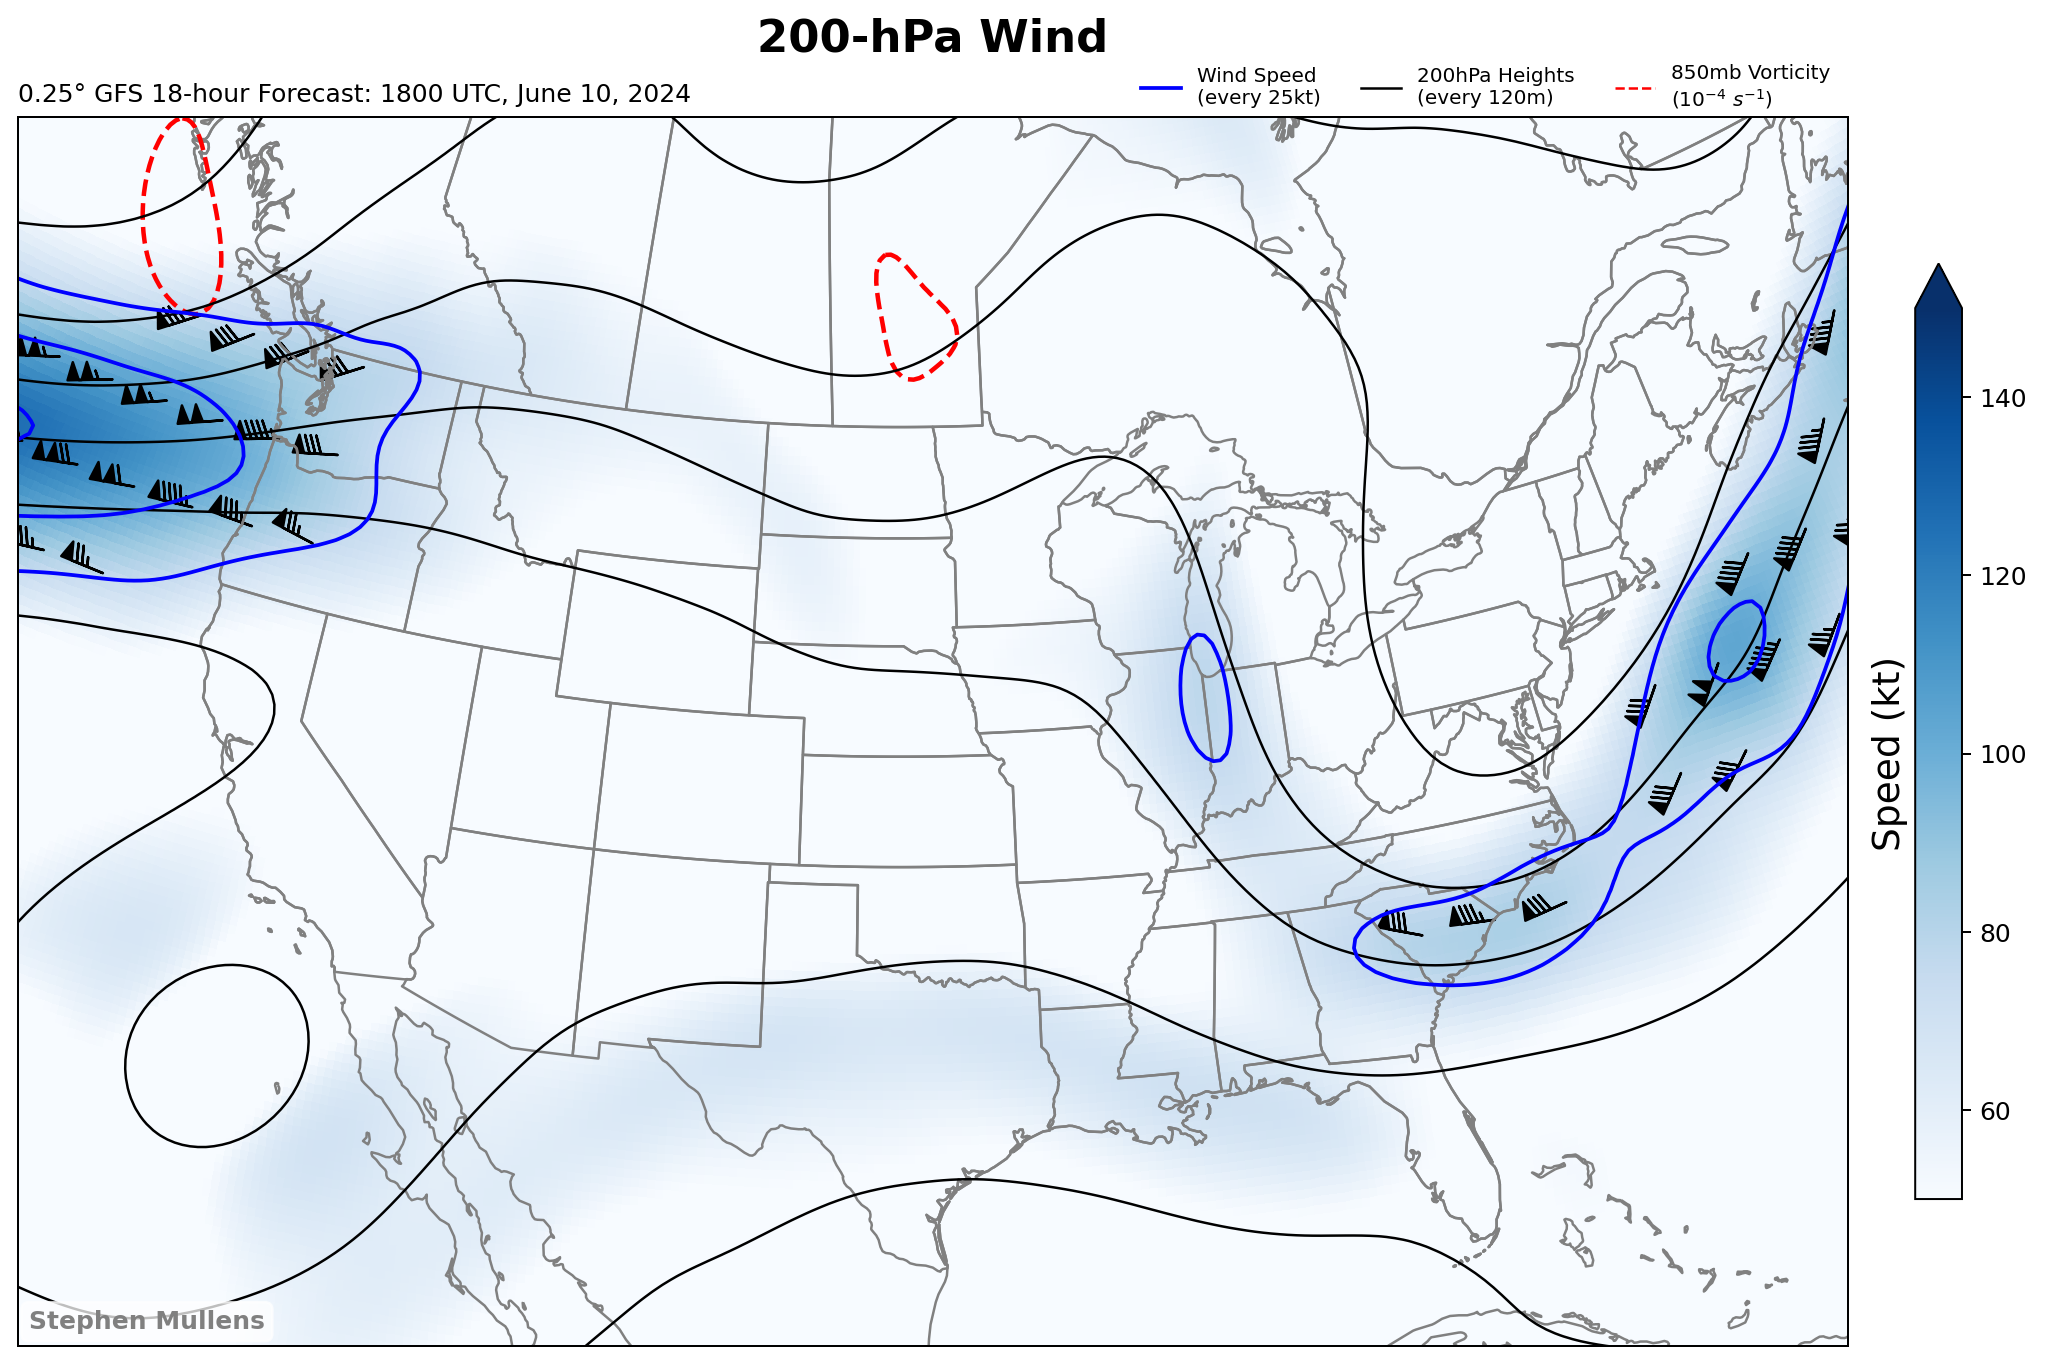 200-hPa Wind
0.25° GFS 18-hour Forecast: 1800 UTC, June 10, 2024
Wind Speed
(every 25kt)
200hPa Heights
(every 120m)
850mb Vorticity
(10⁻⁴ s⁻¹)
140
120
100
80
60
Speed (kt)
Stephen Mullens